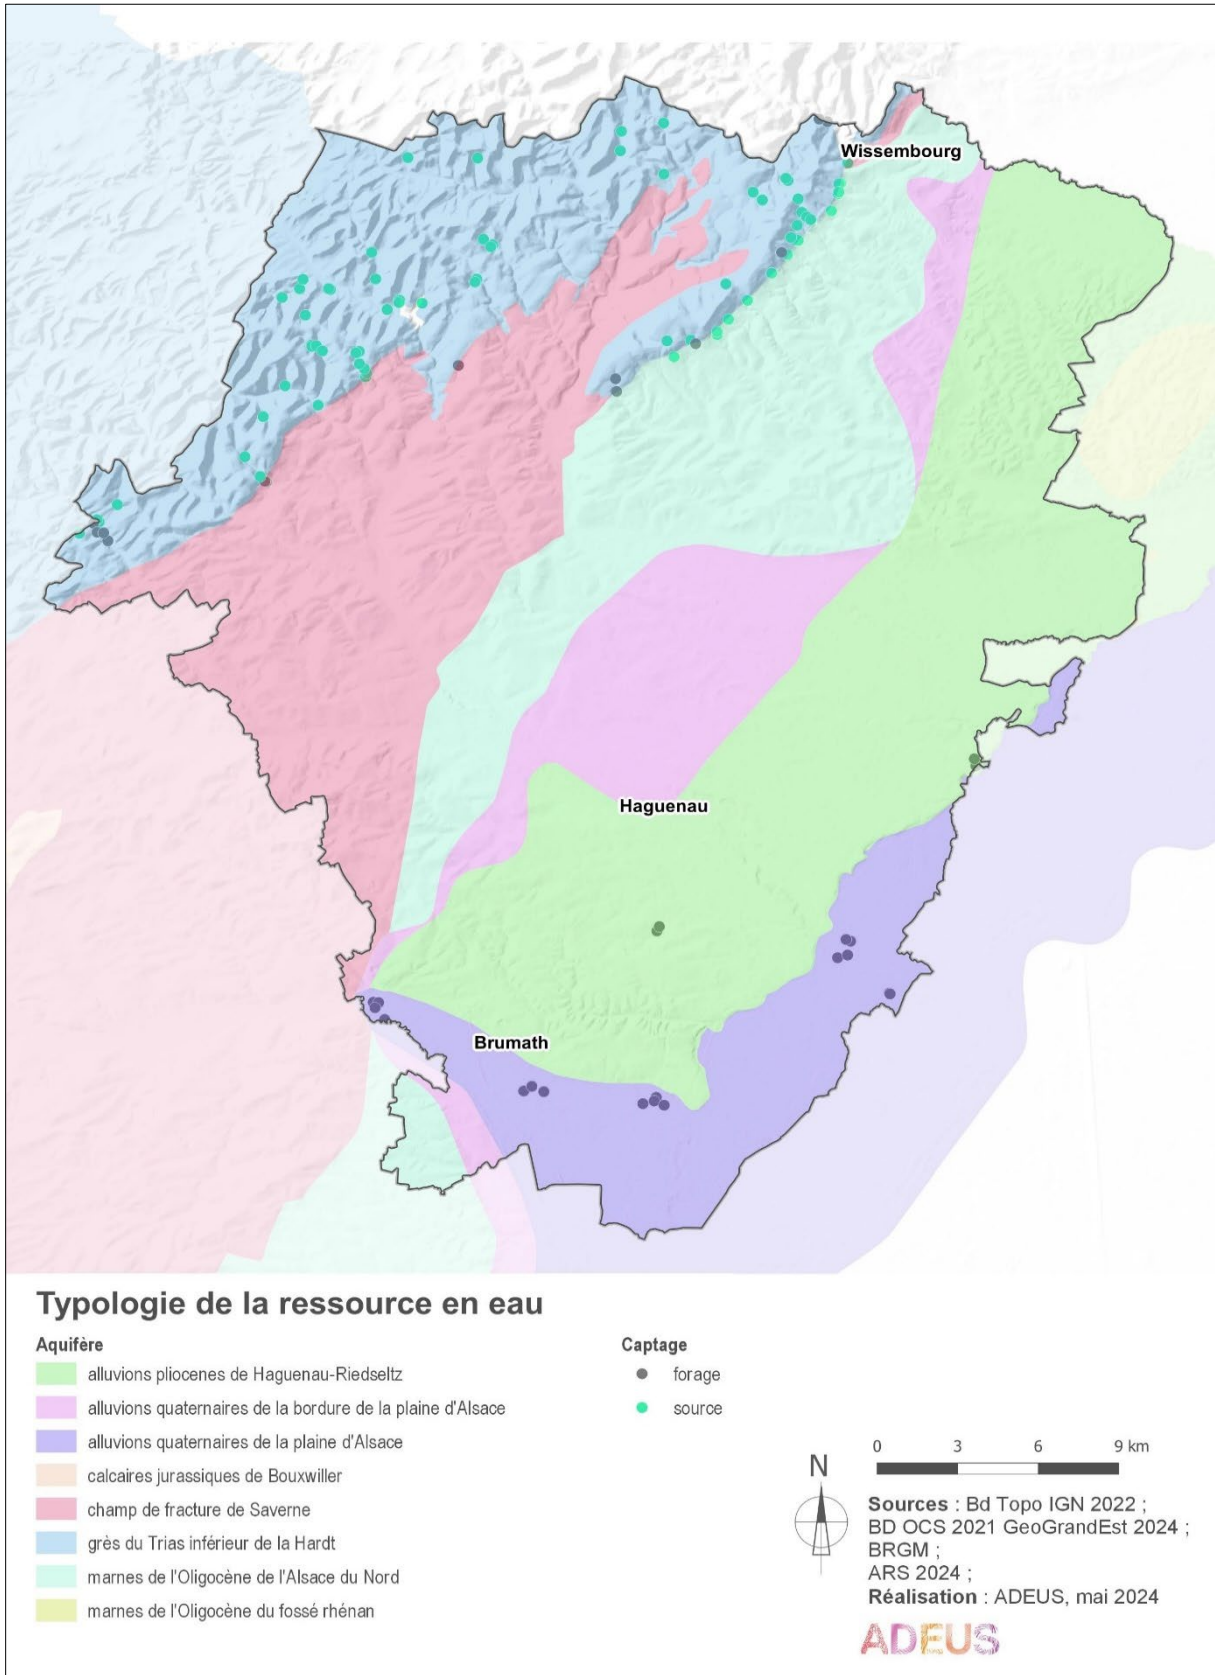 Wissembourg
Haguenau
Brumath
Typologie de la ressource en eau
Aquifère
alluvions pliocenes de Haguenau-Riedseltz
alluvions quaternaires de la bordure de la plaine d'Alsace
alluvions quaternaires de la plaine d'Alsace
calcaires jurassiques de Bouxwiller
champ de fracture de Saverne
grès du Trias inférieur de la Hardt
marnes de l'Oligocène de l'Alsace du Nord
marnes de l'Oligocène du fossé rhénan
Captage
forage
source
N
0 3 6 9 km
Sources : Bd Topo IGN 2022 ;
BD OCS 2021 GeoGrandEst 2024 ;
BRGM ;
ARS 2024 ;
Réalisation : ADEUS, mai 2024
ADEUS